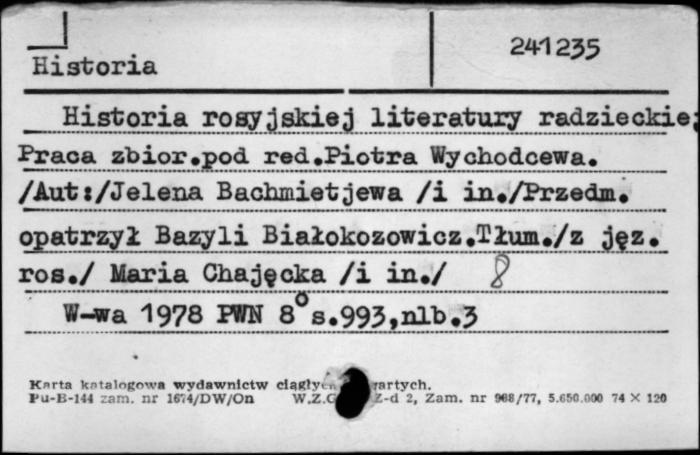 241235
Historia
Historia rosyjskiej literatury radzieckiej
Praca zbior.pod red.Piotra Wychodcewa.
/Aut:/Jelena Bachmietjewa /i in./Przedm.
opatrzył Bazyli Białokozowicz.Tłum./z jęz.
ros./ Maria Chajęcka /i in./ 8
W-wa 1978 PWN 8° s.993,nlb.3
Karta katalogowa wydawnictw
Pu-B-144 zam. nr 1674/DW/On W.Z.G Z-d 2, Zam. nr 968/77, 5.650.000 74 × 120